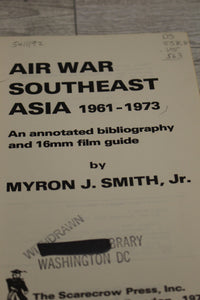 AIR WAR
SOUTHEAST
ASIA 1961-1973
An annotated bibliography
and 16mm film guide
by
MYRON J. SMITH, Jr.
WITHDRAWN
BRARY
WASHINGTON DC
The Scarecrow Press, Inc.